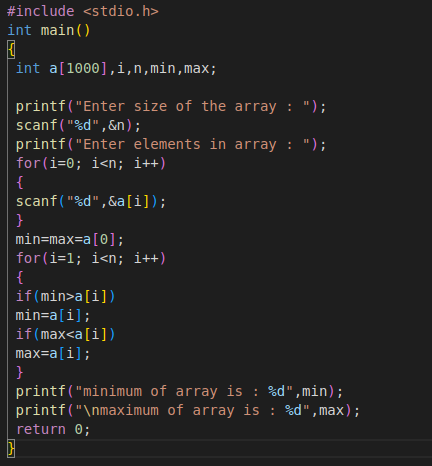 #include <stdio.h>
int main()
{
int a[1000],i,n,min,max;
printf("Enter size of the array : ");
scanf("%d",&n);
printf("Enter elements in array : ");
for(i=0; i<n; i++)
{
scanf("%d",&a[i]);
}
min=max=a[0];
for(i=1; i<n; i++)
{
if(min>a[i])
min=a[i];
if(max<a[i])
max=a[i];
}
printf("minimum of array is : %d",min);
printf("\nmaximum of array is : %d",max);
return 0;
}